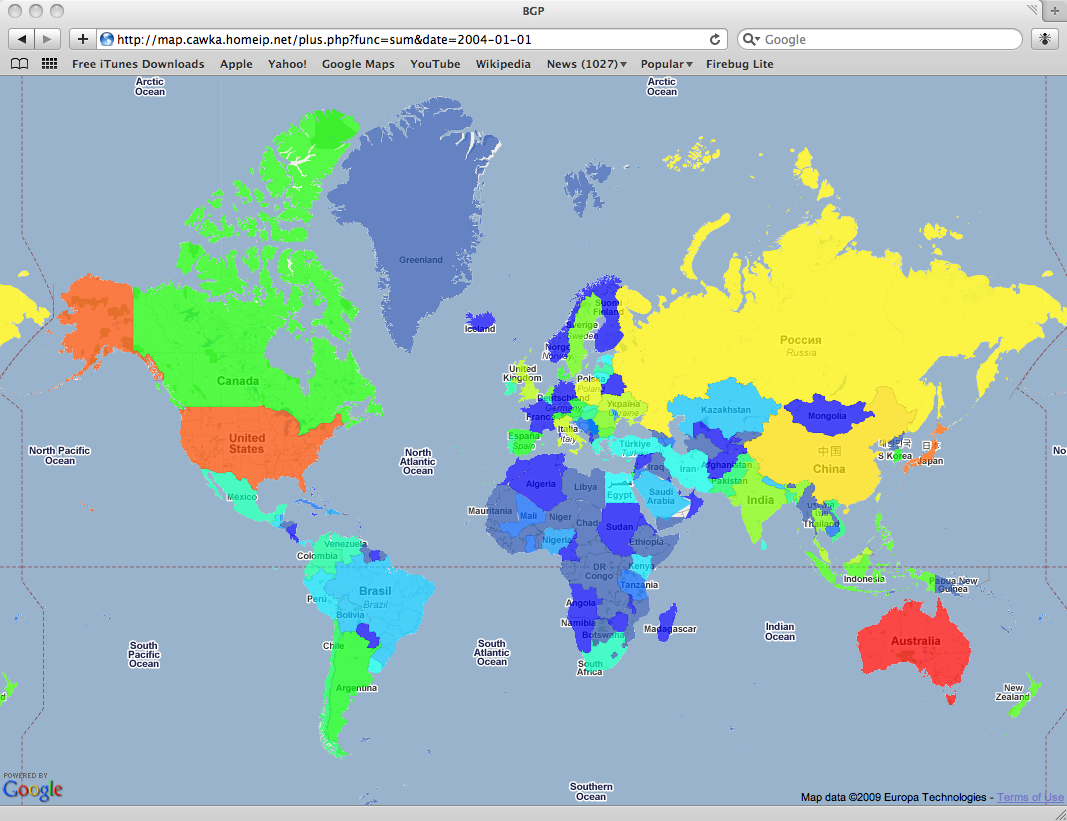 BGP
http://map.cawka.homeip.net/plus.php?func=sum&date=2004-01-01
Google
Free iTunes Downloads
Apple
Yahoo!
Google Maps
YouTube
Wikipedia
News (1027)
Popular
Firebug Lite
Arctic
Ocean
Arctic
Ocean
Greenland
Iceland
Suomi
Finland
Sverige
Sweden
Norge
Norway
Россия
Russia
United
Kingdom
Polska
Poland
Deutschland
Germany
Україна
Ukraine
France
Italia
Italy
España
Spain
Canada
United
States
North Pacific
Ocean
North
Atlantic
Ocean
Kazakhstan
Mongolia
中国
China
S Korea
日本
Japan
No
Türkiye
Iraq
Iran
Afghanistan
Pakistan
India
Algeria
Libya
Egypt
Saudi
Arabia
México
Mauritania
Mali
Niger
Chad
Sudan
Nigeria
Ethiopia
Thailand
Venezuela
Colombia
DR
Congo
Kenya
Tanzania
Indonesia
Papua New
Guinea
Perú
Brasil
Brazil
Bolivia
Angola
Namibia
Botswana
Madagascar
Indian
Ocean
Australia
Chile
Argentina
South
Pacific
Ocean
South
Atlantic
Ocean
South
Africa
New
Zealand
d
Southern
Ocean
POWERED BY
Google
Map data ©2009 Europa Technologies - Terms of Use